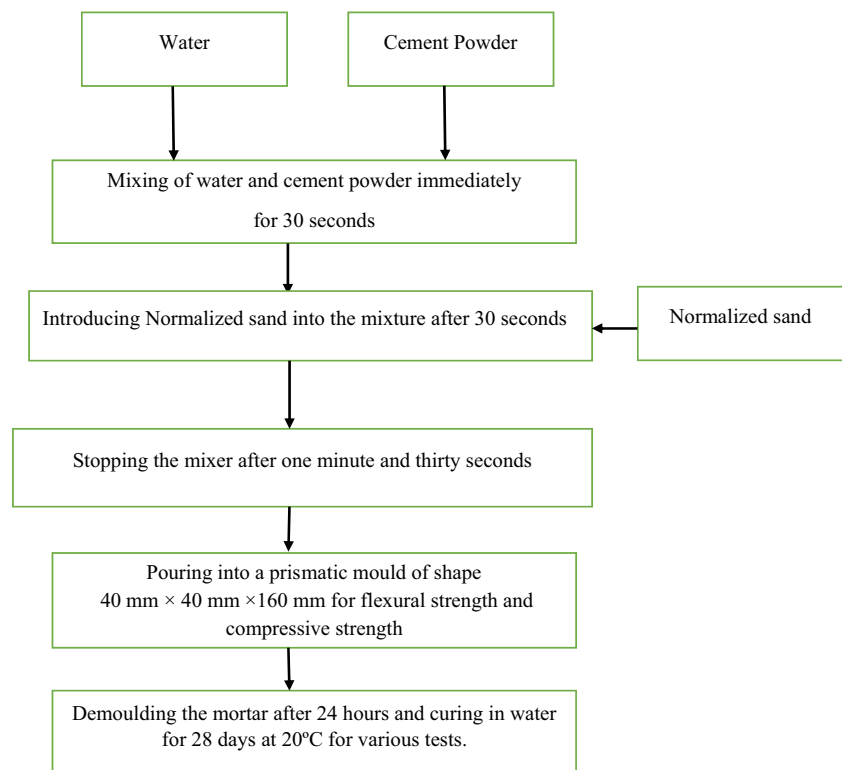 Water
Cement Powder
Mixing of water and cement powder immediately
for 30 seconds
Introducing Normalized sand into the mixture after 30 seconds
Normalized sand
Stopping the mixer after one minute and thirty seconds
Pouring into a prismatic mould of shape
40 mm × 40 mm ×160 mm for flexural strength and
compressive strength
Demoulding the mortar after 24 hours and curing in water
for 28 days at 20ºC for various tests.